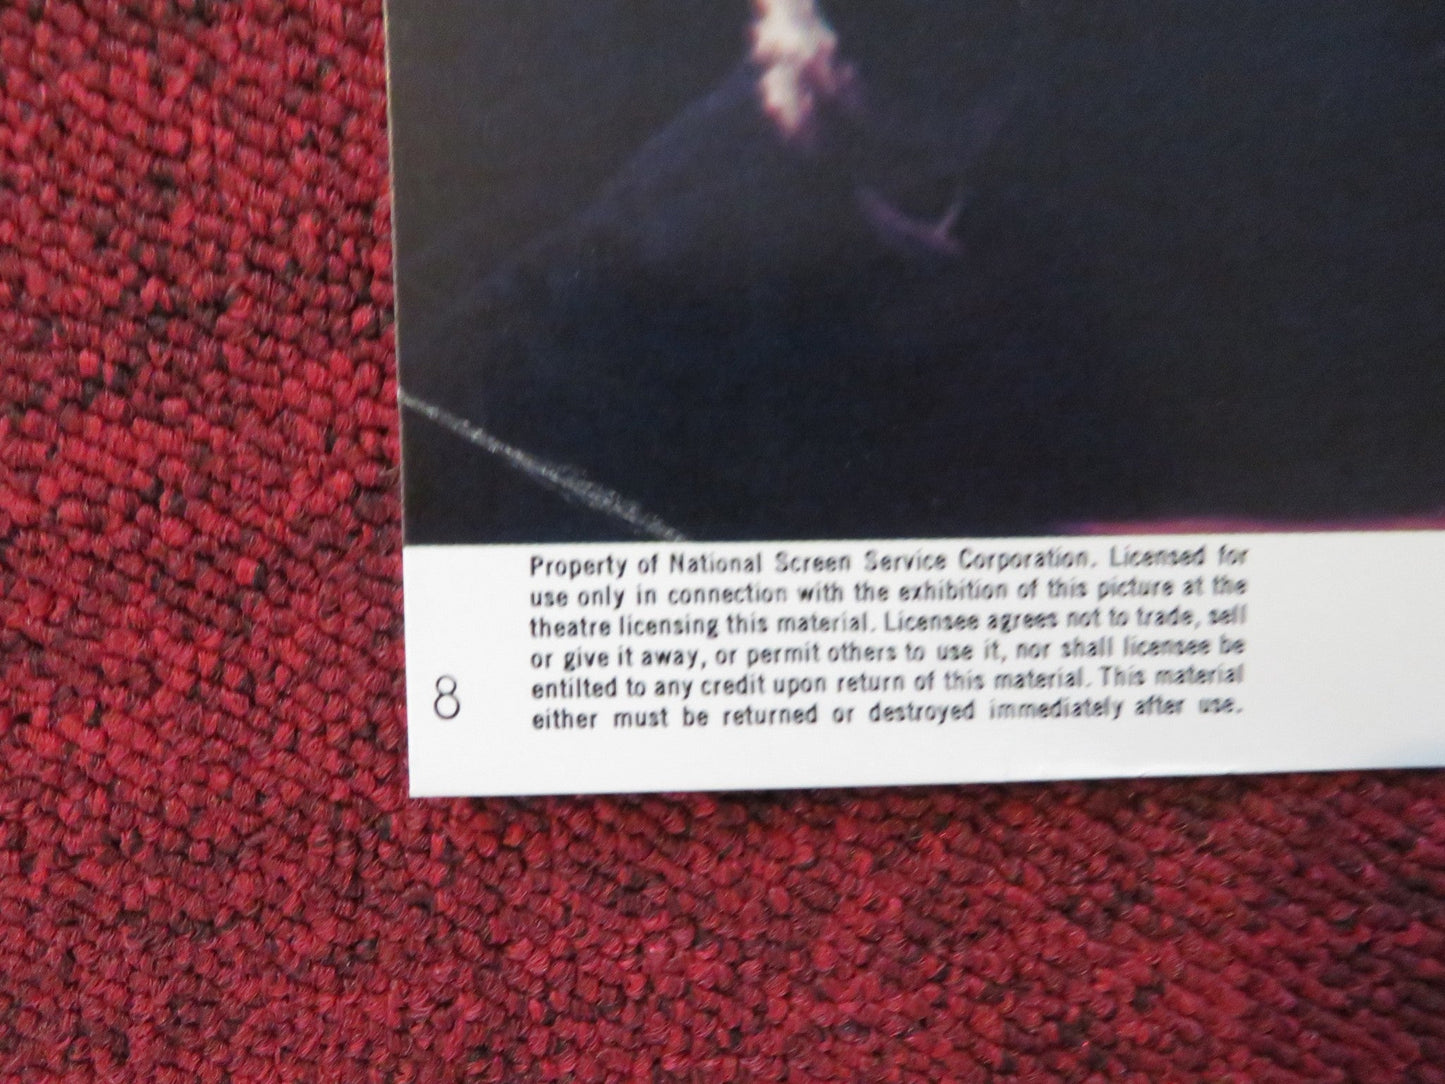 Property of National Screen Service Corporation. Licensed for
use only in connection with the exhibition of this picture at the
theatre licensing this material. Licensee agrees not to trade, sell
or give it away, or permit others to use it, nor shall licensee be
entilted to any credit upon return of this material. This material
either must be returned or destroyed immediately after use.
8